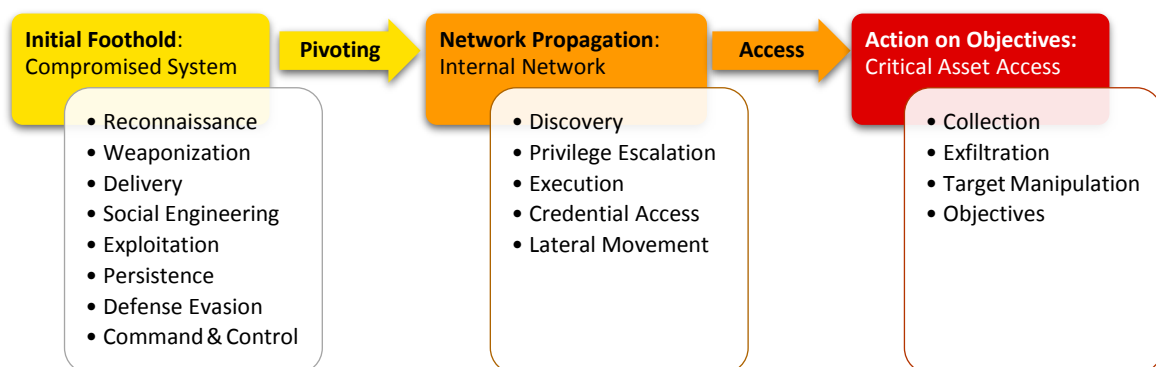 Initial Foothold:
Compromised System
• Reconnaissance
• Weaponization
• Delivery
• Social Engineering
• Exploitation
• Persistence
• Defense Evasion
• Command & Control
Pivoting
Network Propagation:
Internal Network
• Discovery
• Privilege Escalation
• Execution
• Credential Access
• Lateral Movement
Access
Action on Objectives:
Critical Asset Access
• Collection
• Exfiltration
• Target Manipulation
• Objectives